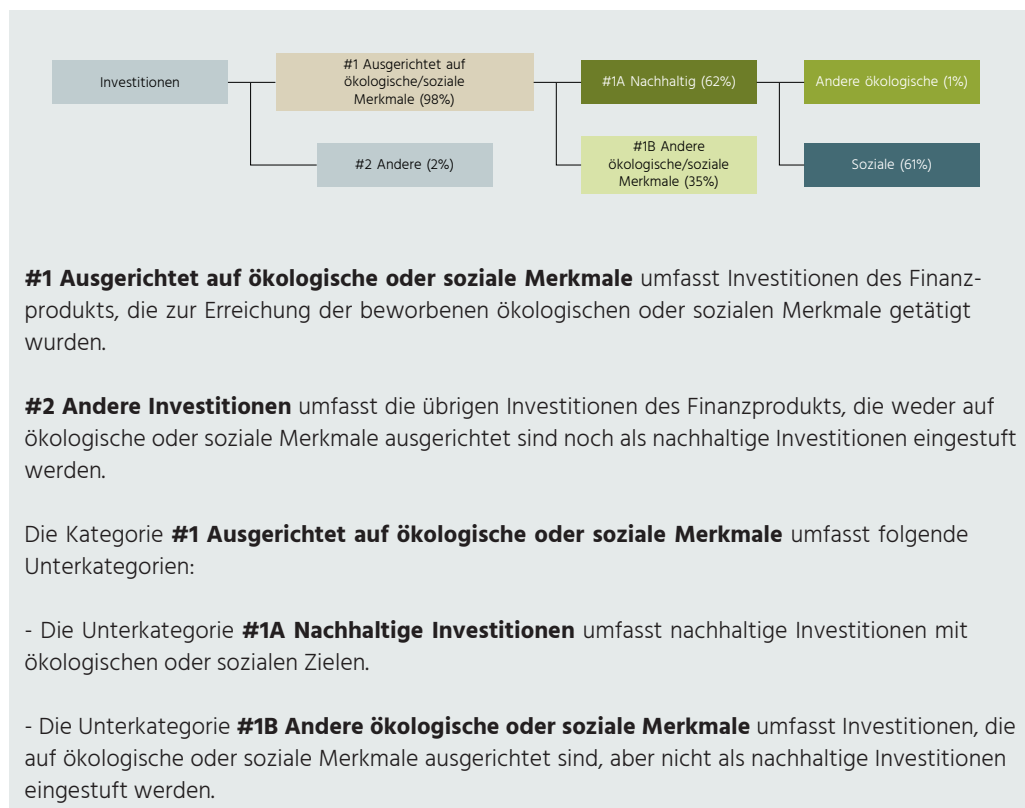 Investitionen
#1 Ausgerichtet auf
ökologische/soziale
Merkmale (98%)
#1A Nachhaltig (62%)
Andere ökologische (1%)
#2 Andere (2%)
#1B Andere
ökologische/soziale
Merkmale (35%)
Soziale (61%)
#1 Ausgerichtet auf ökologische oder soziale Merkmale umfasst Investitionen des Finanz-
produkts, die zur Erreichung der beworbenen ökologischen oder sozialen Merkmale getätigt
wurden.
#2 Andere Investitionen umfasst die übrigen Investitionen des Finanzprodukts, die weder auf
ökologische oder soziale Merkmale ausgerichtet sind noch als nachhaltige Investitionen eingestuft
werden.
Die Kategorie #1 Ausgerichtet auf ökologische oder soziale Merkmale umfasst folgende
Unterkategorien:
- Die Unterkategorie #1A Nachhaltige Investitionen umfasst nachhaltige Investitionen mit
ökologischen oder sozialen Zielen.
- Die Unterkategorie #1B Andere ökologische oder soziale Merkmale umfasst Investitionen, die
auf ökologische oder soziale Merkmale ausgerichtet sind, aber nicht als nachhaltige Investitionen
eingestuft werden.